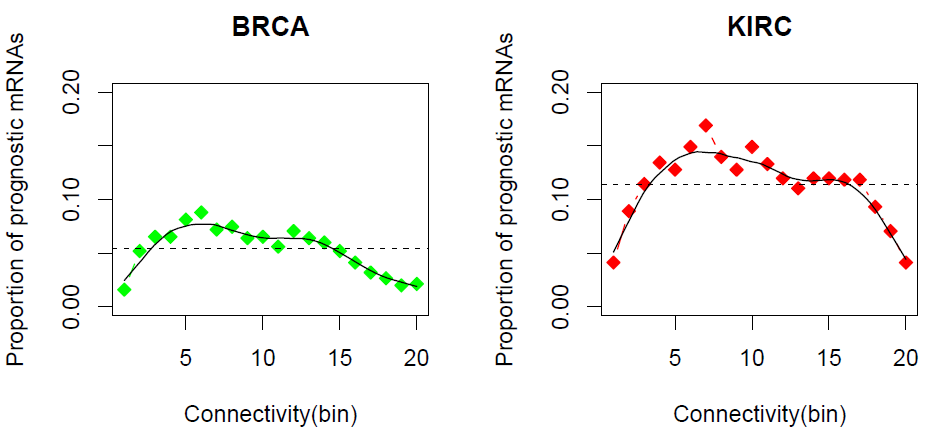 BRCA
Proportion of prognostic mRNAs
0.20
0.10
0.00
5 10 15 20
Connectivity(bin)
KIRC
Proportion of prognostic mRNAs
0.20
0.10
0.00
5 10 15 20
Connectivity(bin)